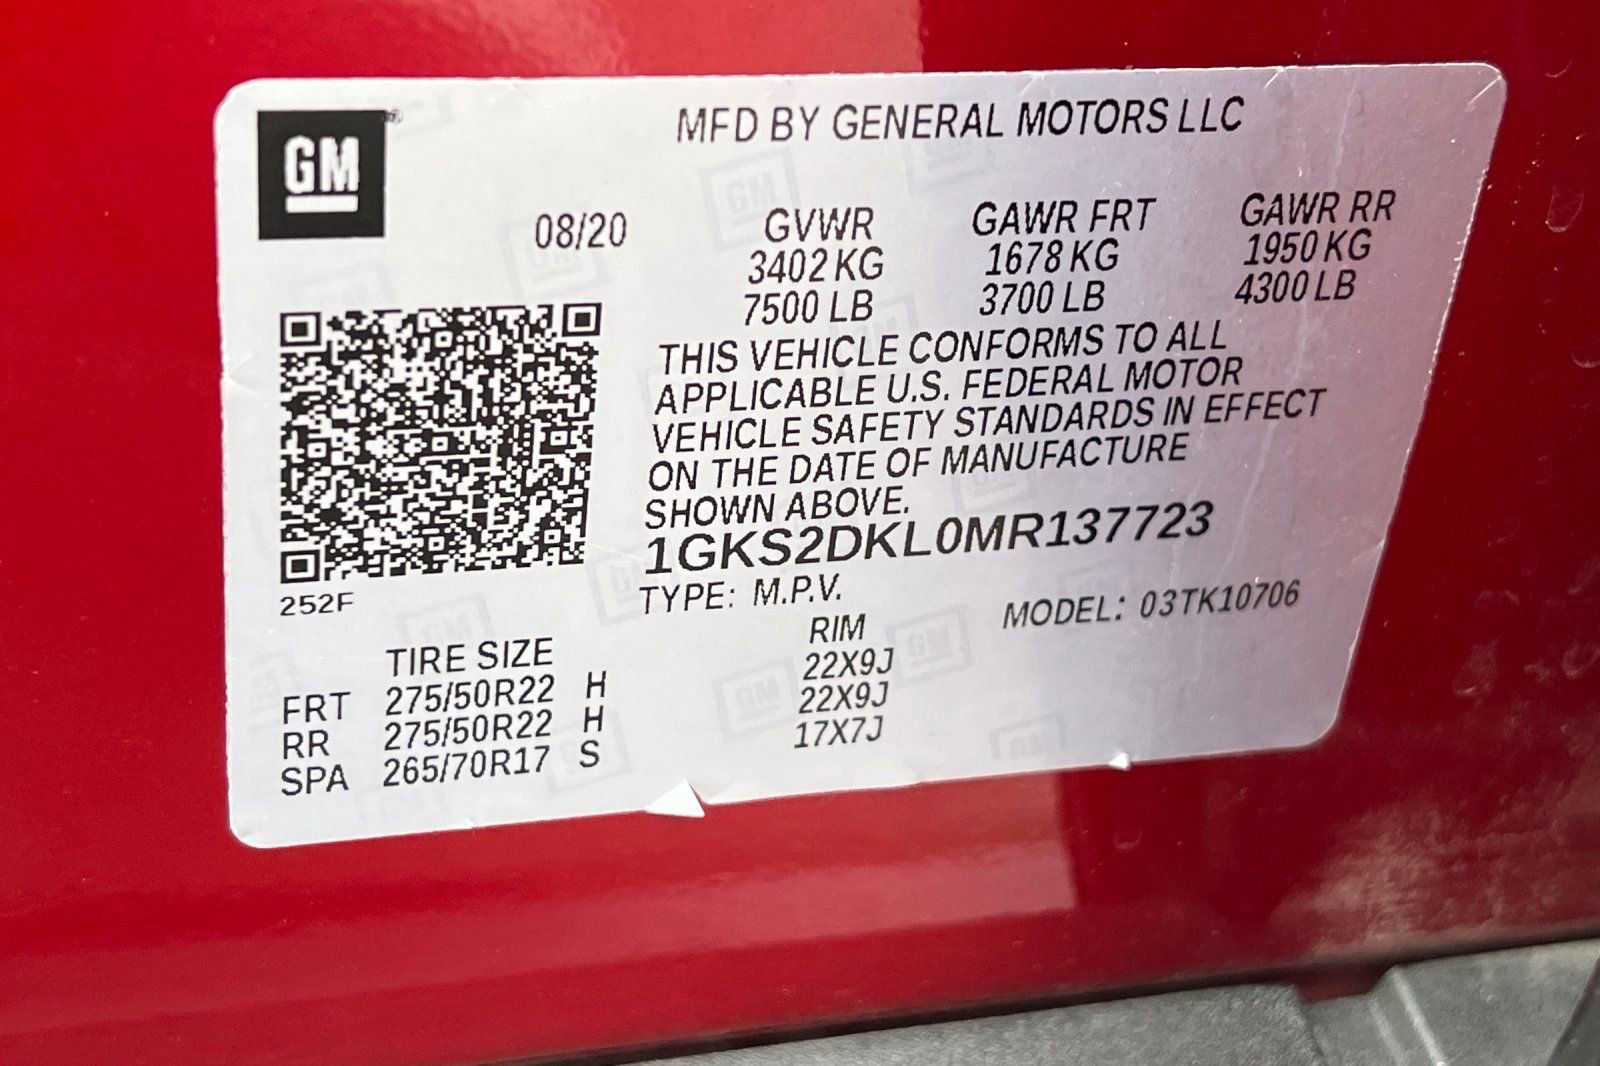 GM
MFD BY GENERAL MOTORS LLC
08/20
GVWR
3402 KG
7500 LB
GAWR FRT
1678 KG
3700 LB
GAWR RR
1950 KG
4300 LB
THIS VEHICLE CONFORMS TO ALL
APPLICABLE U.S. FEDERAL MOTOR
VEHICLE SAFETY STANDARDS IN EFFECT
ON THE DATE OF MANUFACTURE
SHOWN ABOVE.
1GKS2DKL0MR137723
252F
TYPE: M.P.V.
MODEL: 03TK10706
TIRE SIZE RIM
FRT 275/50R22 H 22X9J
RR 275/50R22 H 22X9J
SPA 265/70R17 S 17X7J